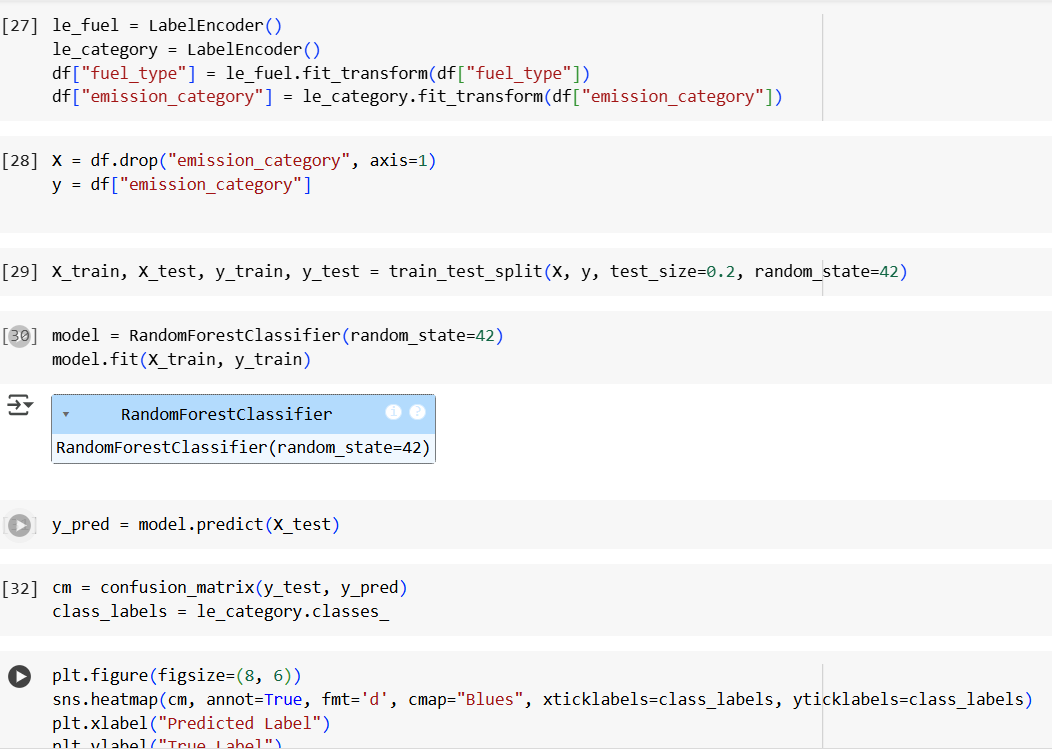 [27] le_fuel = LabelEncoder()
le_category = LabelEncoder()
df["fuel_type"] = le_fuel.fit_transform(df["fuel_type"])
df["emission_category"] = le_category.fit_transform(df["emission_category"])
[28] X = df.drop("emission_category", axis=1)
y = df["emission_category"]
[29] X_train, X_test, y_train, y_test = train_test_split(X, y, test_size=0.2, random_state=42)
[30] model = RandomForestClassifier(random_state=42)
model.fit(X_train, y_train)
RandomForestClassifier
RandomForestClassifier(random_state=42)
y_pred = model.predict(X_test)
[32] cm = confusion_matrix(y_test, y_pred)
class_labels = le_category.classes_
plt.figure(figsize=(8, 6))
sns.heatmap(cm, annot=True, fmt='d', cmap="Blues", xticklabels=class_labels, yticklabels=class_labels)
plt.xlabel("Predicted Label")
plt.ylabel("True Label")